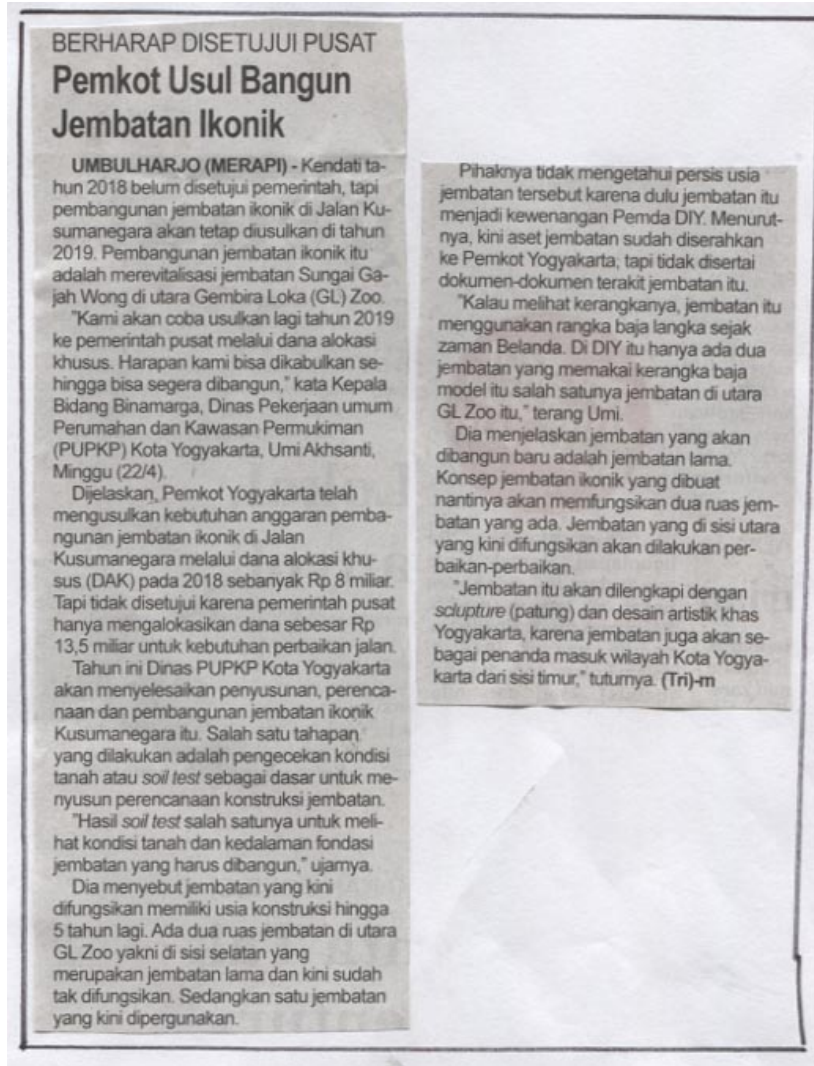 BERHARAP DISETUJUI PUSAT
Pemkot Usul Bangun
Jembatan Ikonik
UMBULHARJO (MERAPI) - Kendati ta-
hun 2018 belum disetujui pemerintah, tapi
pembangunan jembatan ikonik di Jalan Ku-
sumanegara akan tetap diusulkan di tahun
2019. Pembangunan jembatan ikonik itu
adalah merevitalisasi jembatan Sungai Ga-
jah Wong di utara Gembira Loka (GL) Zoo.
"Kami akan coba usulkan lagi tahun 2019
ke pemerintah pusat melalui dana alokasi
khusus. Harapan kami bisa dikabulkan se-
hingga bisa segera dibangun," kata Kepala
Bidang Binamarga, Dinas Pekerjaan umum
Perumahan dan Kawasan Permukiman
(PUPKP) Kota Yogyakarta, Umi Akhsanti,
Minggu (22/4).
Dijelaskan, Pemkot Yogyakarta telah
mengusulkan kebutuhan anggaran pemba-
ngunan jembatan ikonik di Jalan
Kusumanegara melalui dana alokasi khu-
sus (DAK) pada 2018 sebanyak Rp 8 miliar.
Tapi tidak disetujui karena pemerintah pusat
hanya mengalokasikan dana sebesar Rp
13,5 miliar untuk kebutuhan perbaikan jalan.
Tahun ini Dinas PUPKP Kota Yogyakarta
akan menyelesaikan penyusunan, perenca-
naan dan pembangunan jembatan ikonik
Kusumanegara itu. Salah satu tahapan
yang dilakukan adalah pengecekan kondisi
tanah atau soil test sebagai dasar untuk me-
nyusun perencanaan konstruksi jembatan.
"Hasil soil test salah satunya untuk meli-
hat kondisi tanah dan kedalaman fondasi
jembatan yang harus dibangun," ujarnya.
Dia menyebut jembatan yang kini
difungsikan memiliki usia konstruksi hingga
5 tahun lagi. Ada dua ruas jembatan di utara
GL Zoo yakni di sisi selatan yang
merupakan jembatan lama dan kini sudah
tak difungsikan. Sedangkan satu jembatan
yang kini dipergunakan.
Pihaknya tidak mengetahui persis usia
jembatan tersebut karena dulu jembatan itu
menjadi kewenangan Pemda DIY. Menurut-
nya, kini aset jembatan sudah diserahkan
ke Pemkot Yogyakarta, tapi tidak disertai
dokumen-dokumen terakit jembatan itu.
"Kalau melihat kerangkanya, jembatan itu
menggunakan rangka baja langka sejak
zaman Belanda. Di DIY itu hanya ada dua
jembatan yang memakai kerangka baja
model itu salah satunya jembatan di utara
GL Zoo itu," terang Umi.
Dia menjelaskan jembatan yang akan
dibangun baru adalah jembatan lama.
Konsep jembatan ikonik yang dibuat
nantinya akan memfungsikan dua ruas jem-
batan yang ada. Jembatan yang di sisi utara
yang kini difungsikan akan dilakukan per-
baikan-perbaikan.
"Jembatan itu akan dilengkapi dengan
sclupture (patung) dan desain artistik khas
Yogyakarta, karena jembatan juga akan se-
bagai penanda masuk wilayah Kota Yogya-
karta dari sisi timur," tuturnya. (Tri)-m